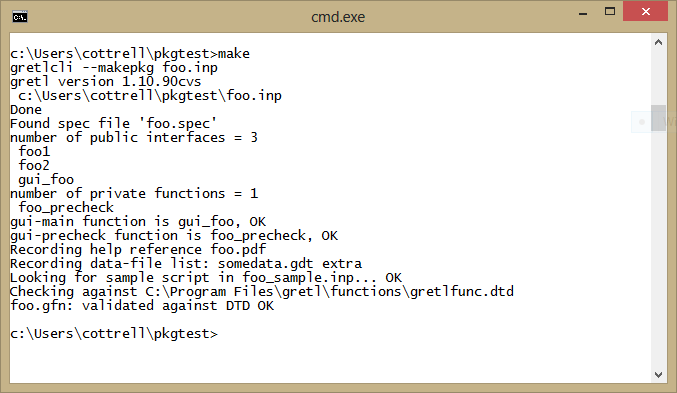 cmd.exe
c:\Users\cottrell\pkgtest>make
gretlcli --makepkg foo.inp
gretl version 1.10.90cvs
 c:\Users\cottrell\pkgtest\foo.inp
Done
Found spec file 'foo.spec'
number of public interfaces = 3
 foo1
 foo2
 gui_foo
number of private functions = 1
 foo_precheck
gui-main function is gui_foo, OK
gui-precheck function is foo_precheck, OK
Recording help reference foo.pdf
Recording data-file list: somedata.gdt extra
Looking for sample script in foo_sample.inp... OK
Checking against C:\Program Files\gretl\functions\gretlfunc.dtd
foo.gfn: validated against DTD OK
c:\Users\cottrell\pkgtest>